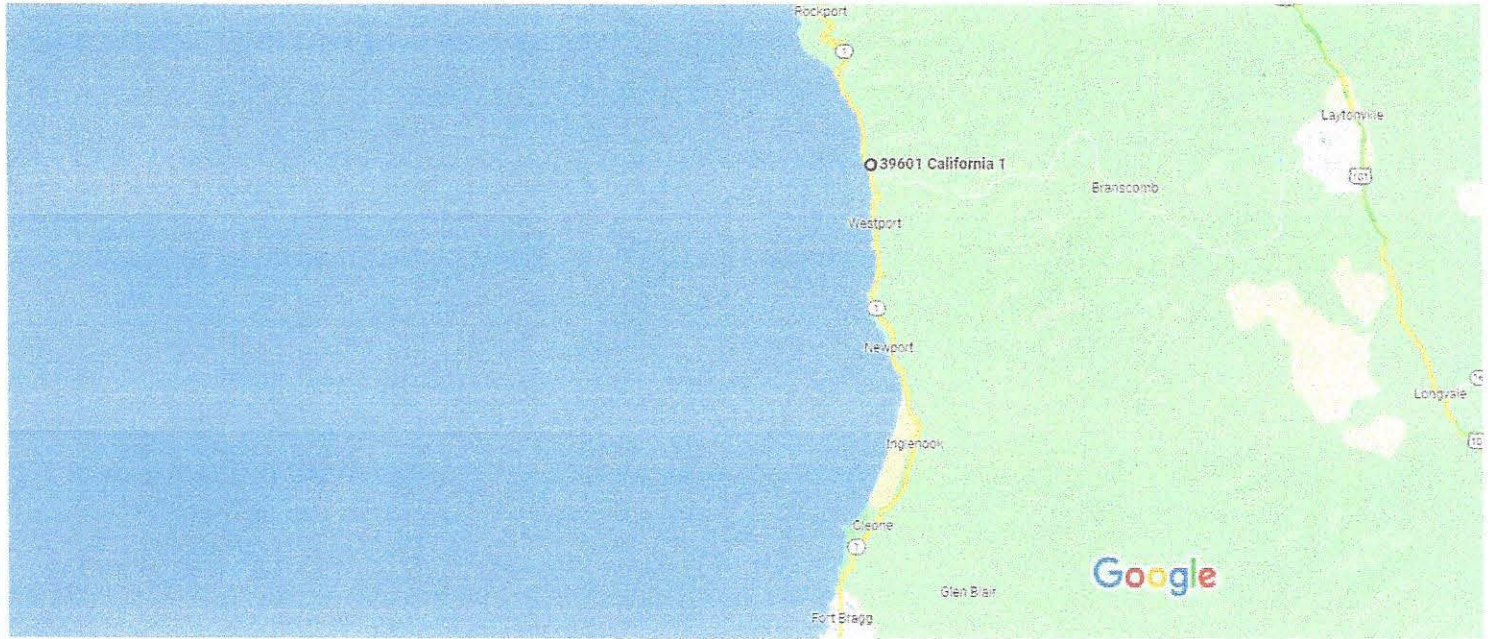 Rockport
1
Laytonville
39601 California 1
101
Branscomb
Westport
1
Newport
Longvale
Inglenook
Cleone
1
Google
Glen Blair
Fort Bragg